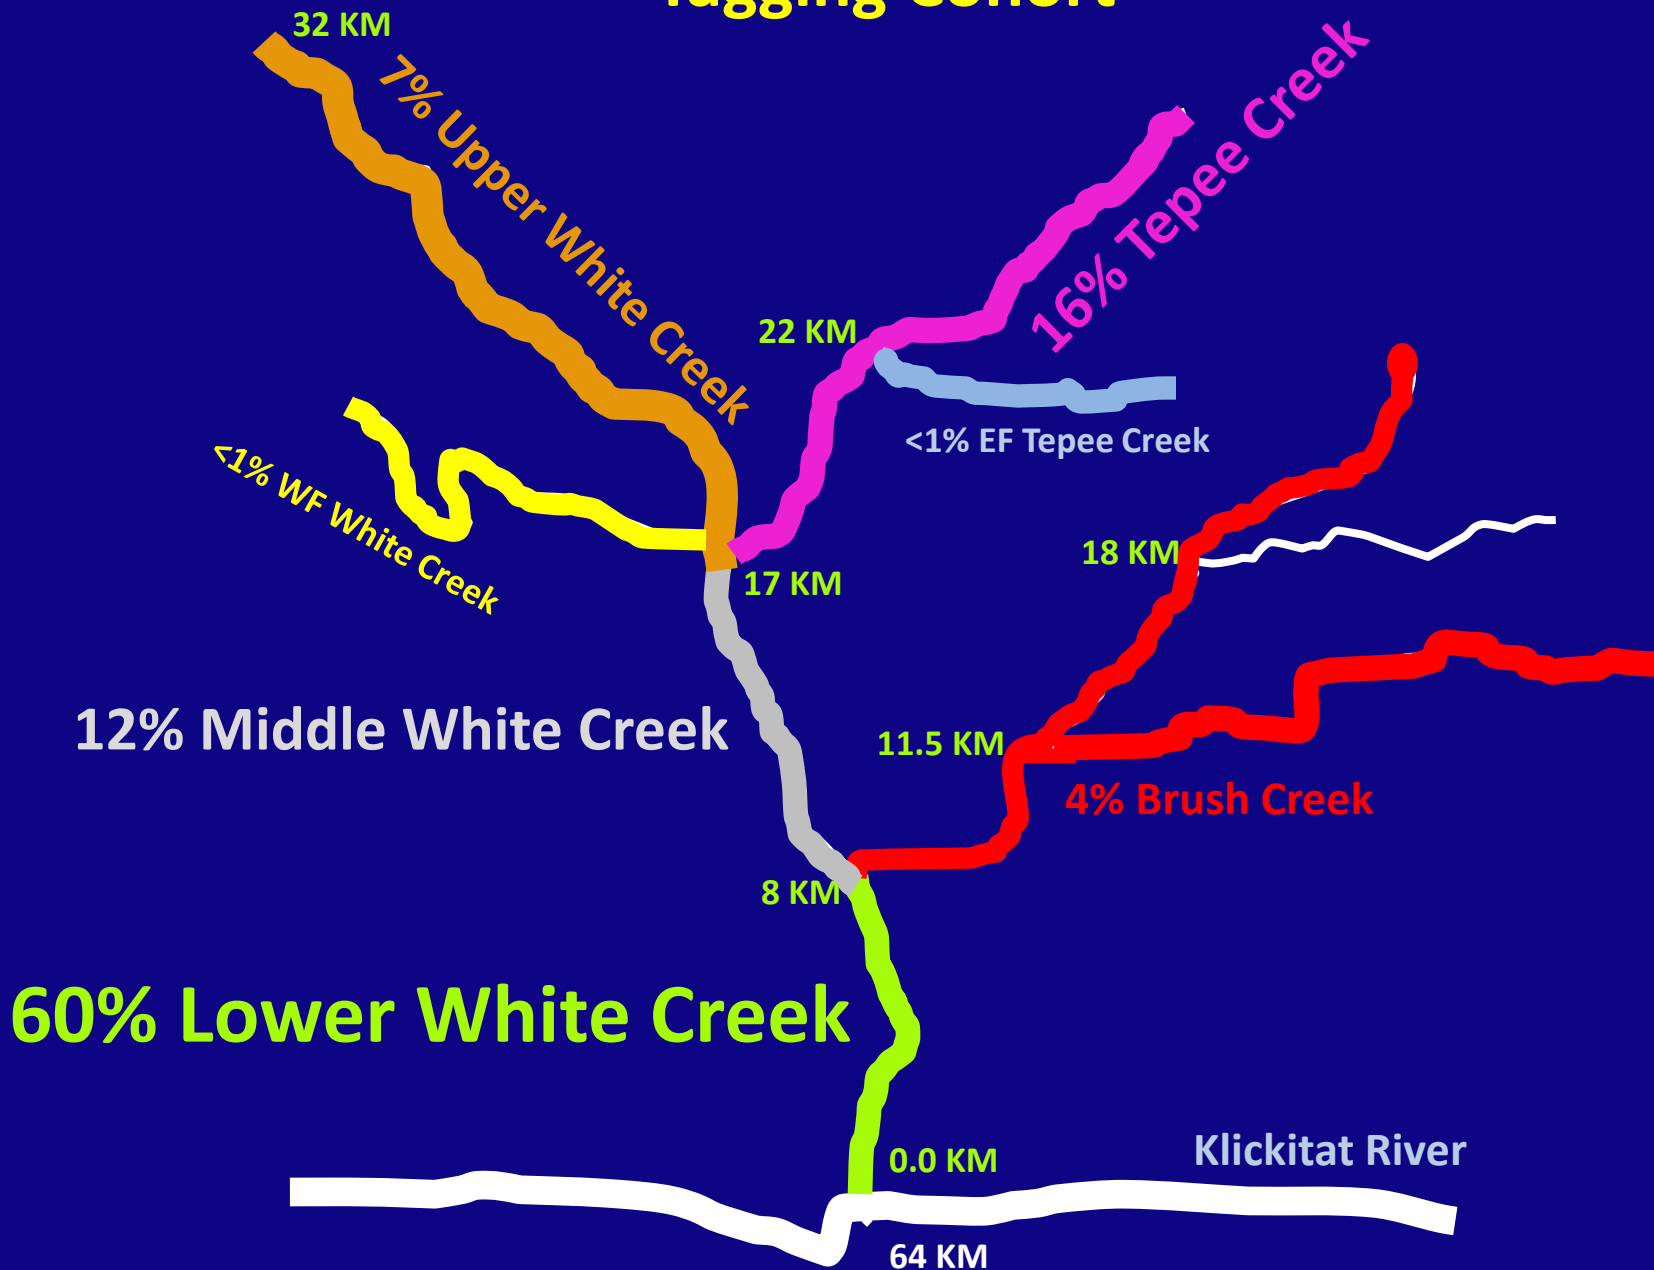 Tagging Cohort
32 KM
7% Upper White Creek
16% Tepee Creek
22 KM
<1% EF Tepee Creek
<1% WF White Creek
18 KM
17 KM
12% Middle White Creek
11.5 KM
4% Brush Creek
8 KM
60% Lower White Creek
0.0 KM
Klickitat River
64 KM